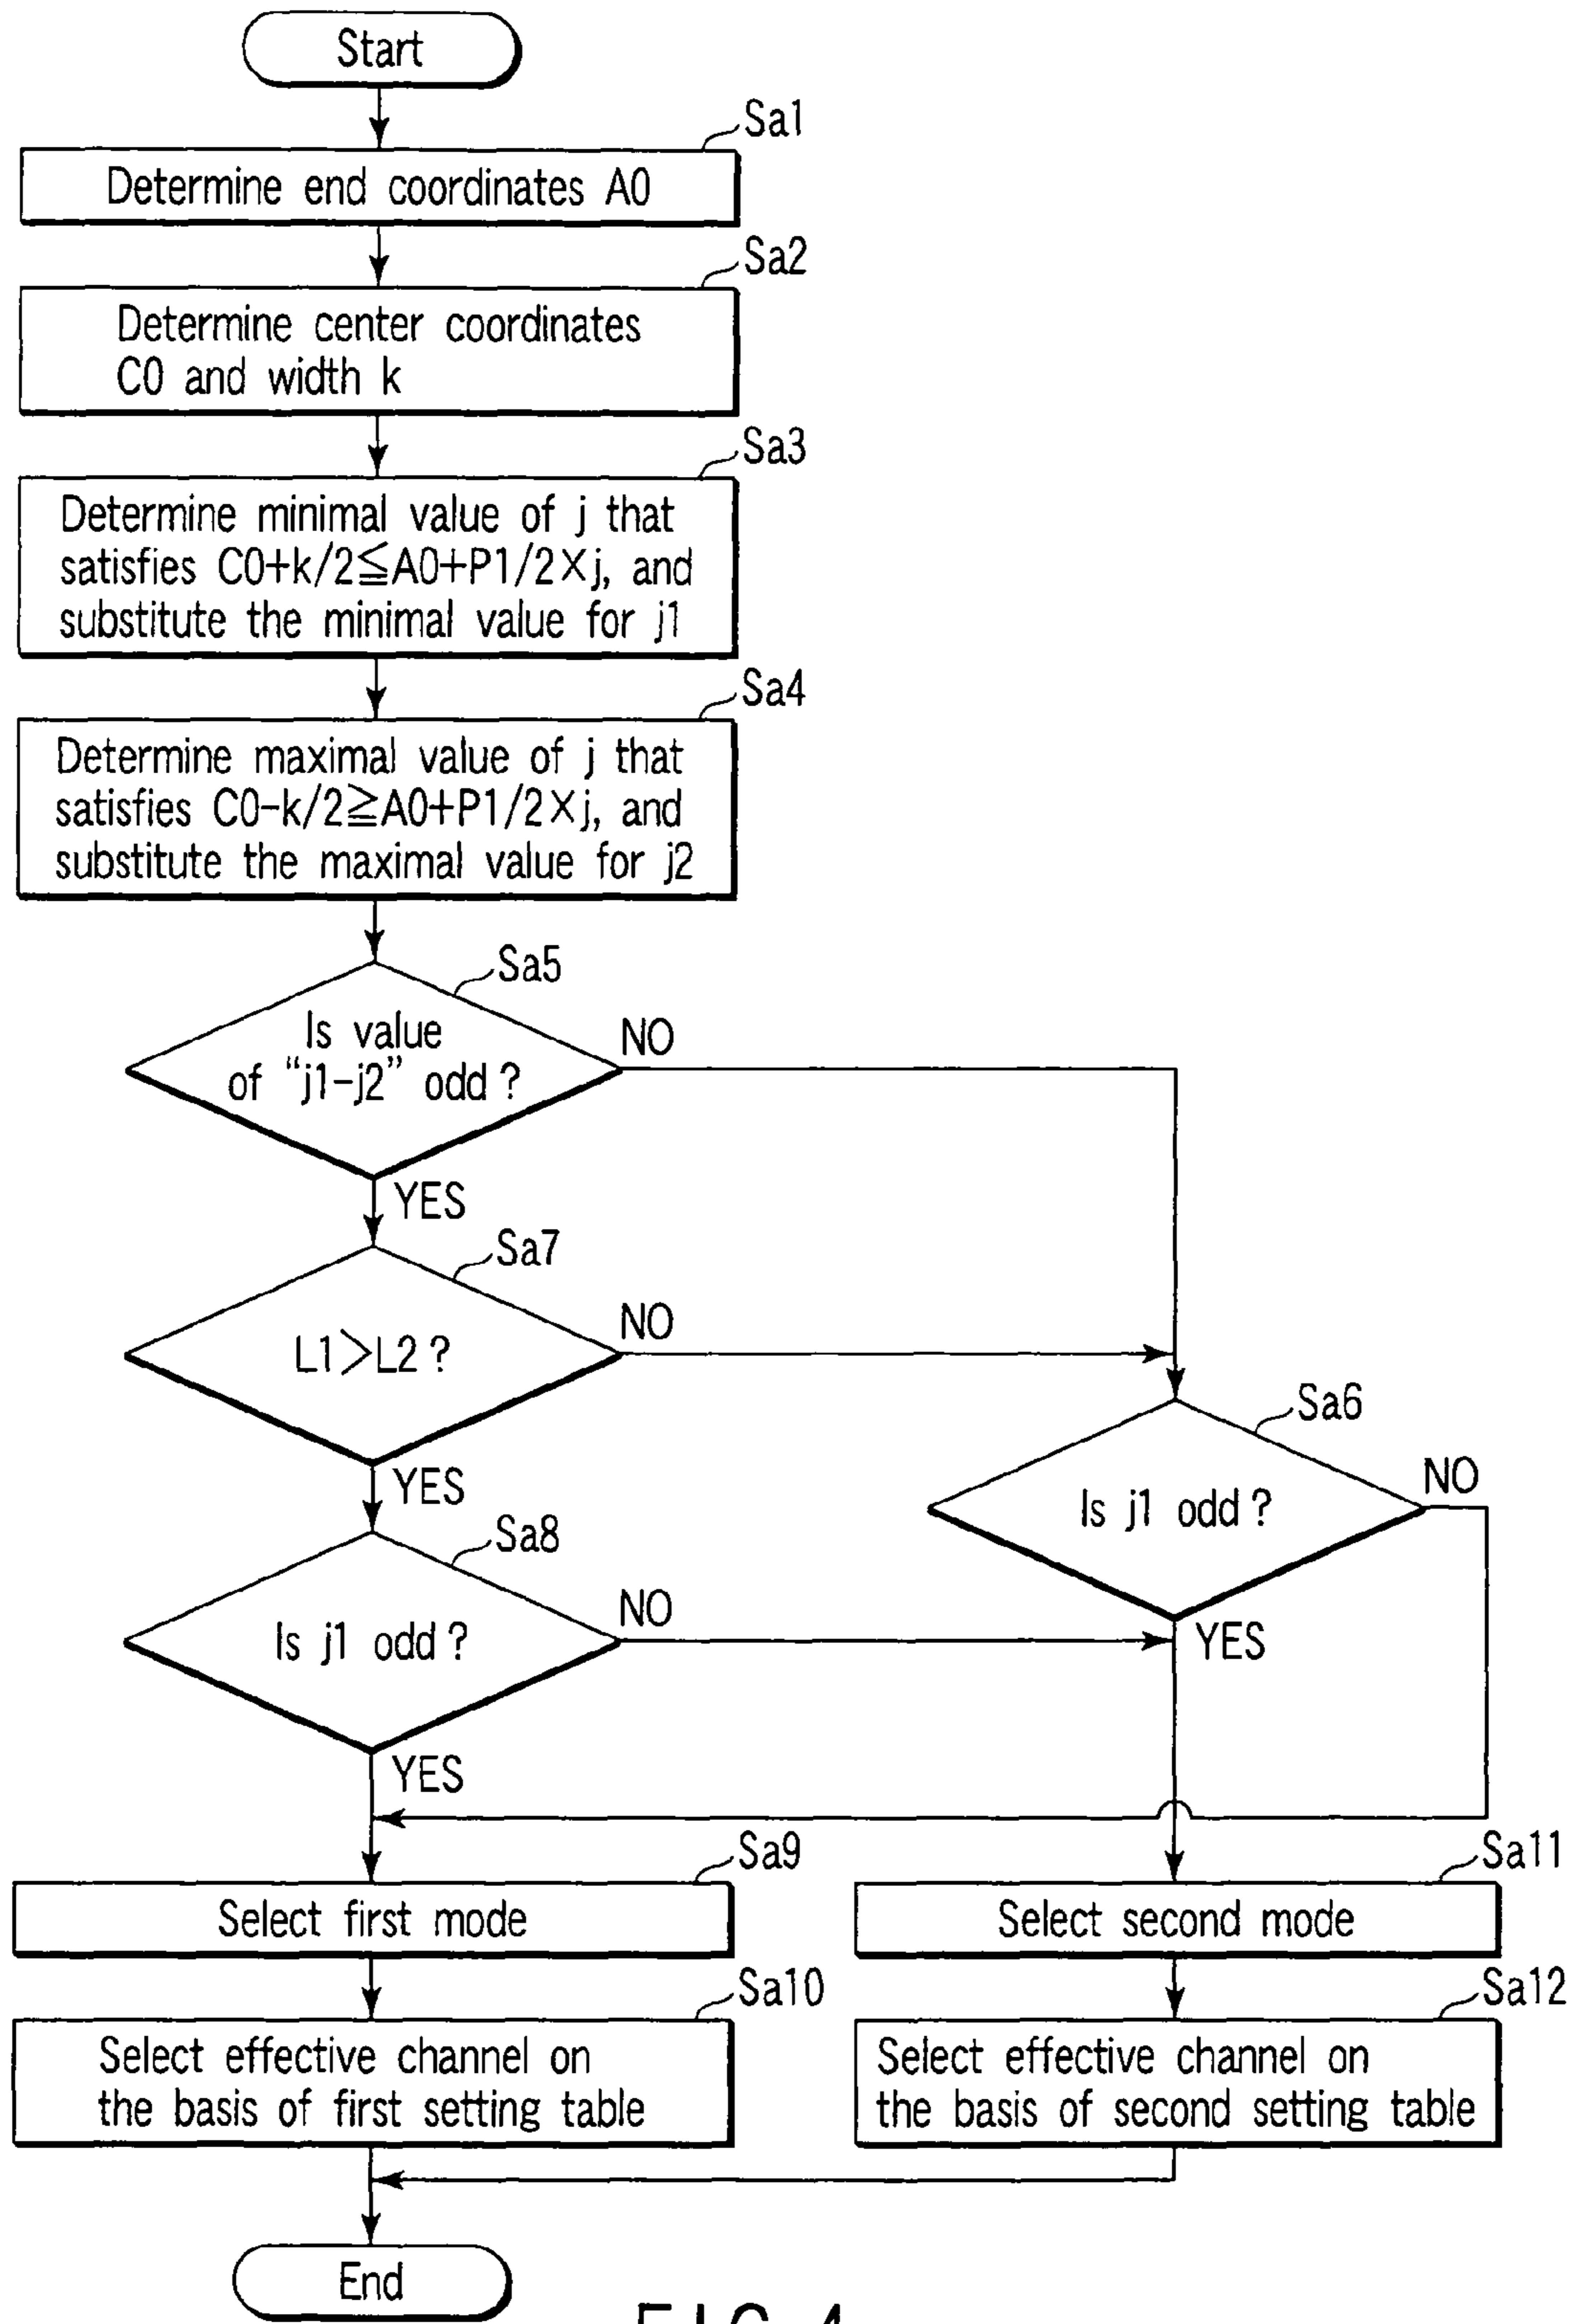 Start
Sa1
Determine end coordinates A0
Sa2
Determine center coordinates
C0 and width k
Sa3
Determine minimal value of j that
satisfies C0+k/2≦A0+P1/2×j, and
substitute the minimal value for j1
Sa4
Determine maximal value of j that
satisfies C0-k/2≧A0+P1/2×j, and
substitute the maximal value for j2
Sa5
Is value
of “j1-j2” odd?
NO
YES
Sa7
L1>L2?
NO
YES
Sa6
Is j1 odd?
NO
YES
Sa8
Is j1 odd?
NO
YES
Sa9
Select first mode
Sa11
Select second mode
Sa10
Select effective channel on
the basis of first setting table
Sa12
Select effective channel on
the basis of second setting table
End